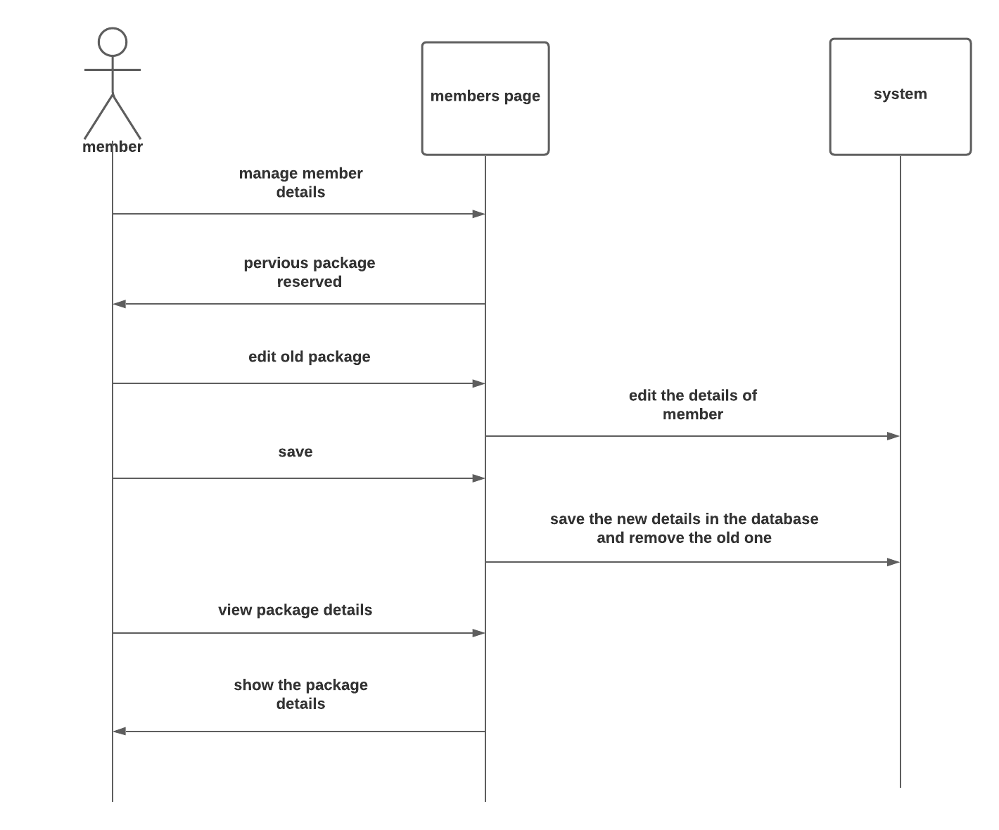 member
members page
system
manage member
details
pervious package
reserved
edit old package
edit the details of
member
save
save the new details in the database
and remove the old one
view package details
show the package
details